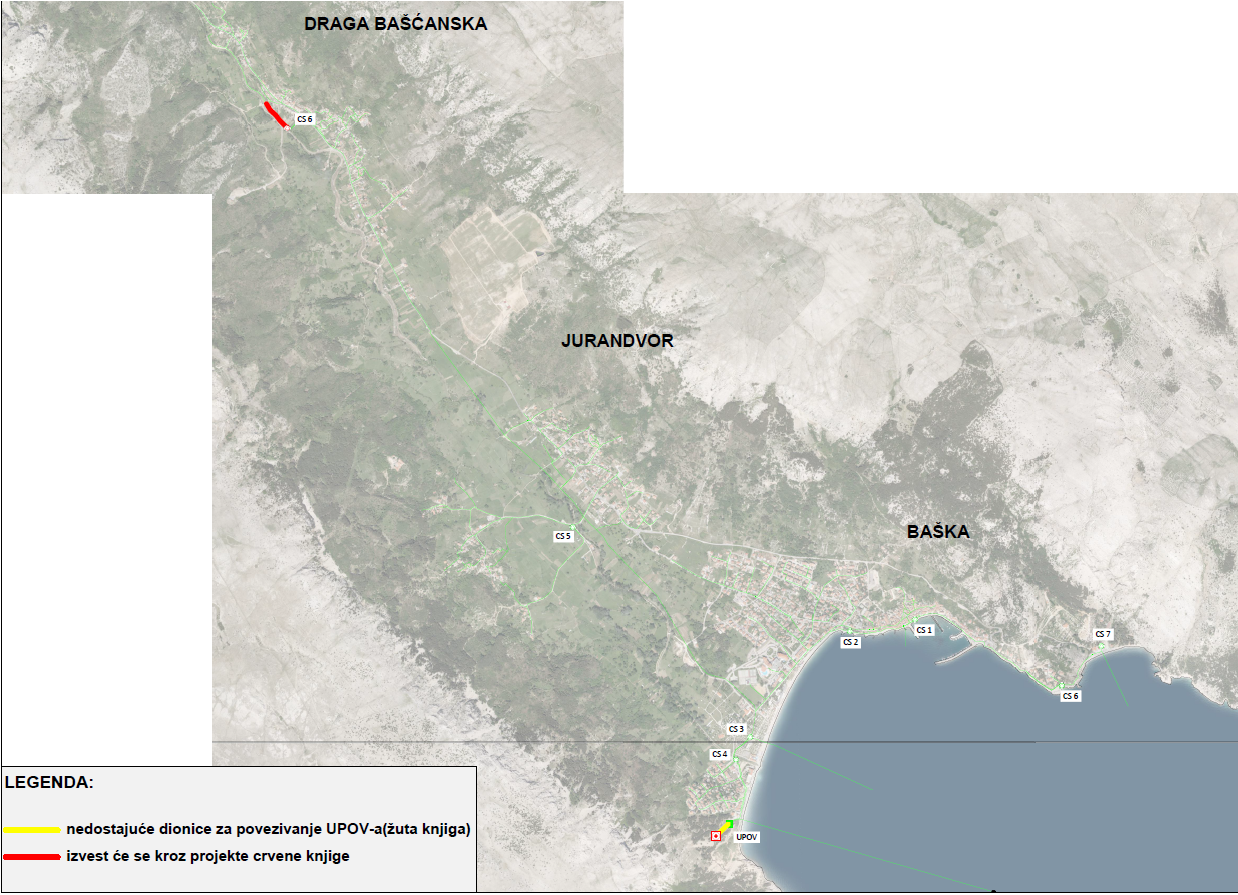 DRAGA BAŠĆANSKA
CS 6
JURANDVOR
BAŠKA
CS 5
CS 1
CS 2
CS 7
CS 6
CS 3
CS 4
UPOV
LEGENDA:
nedostajuće dionice za povezivanje UPOV-a(žuta knjiga)
izvest će se kroz projekte crvene knjige